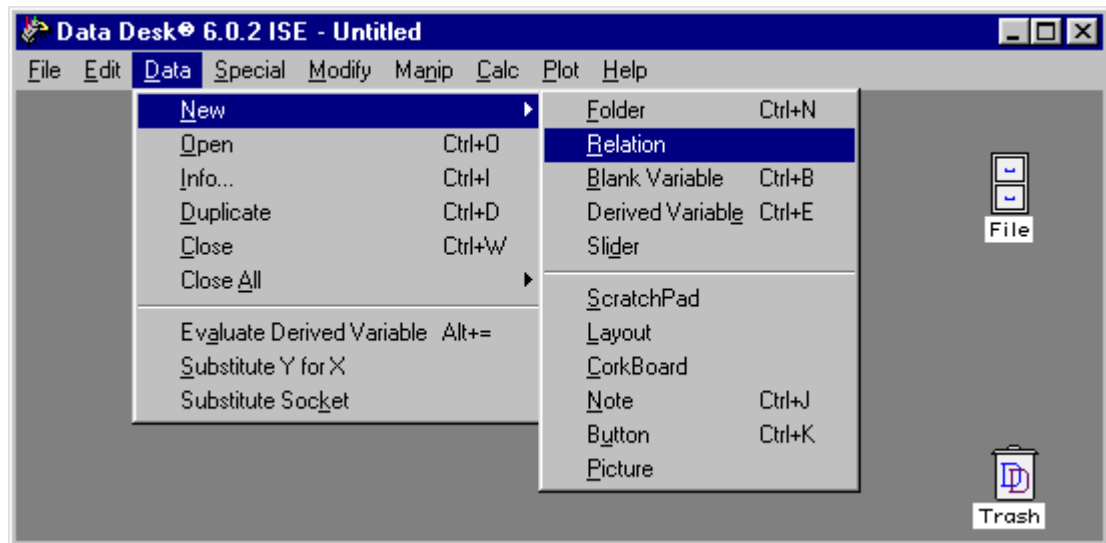 Data Desk® 6.0.2 ISE - Untitled
File Edit Data Special Modify Manip Calc Plot Help
New
Open Ctrl+O
Info... Ctrl+I
Duplicate Ctrl+D
Close Ctrl+W
Close All
Evaluate Derived Variable Alt+=
Substitute Y for X
Substitute Socket
Folder Ctrl+N
Relation
Blank Variable Ctrl+B
Derived Variable Ctrl+E
Slider
ScratchPad
Layout
CorkBoard
Note Ctrl+J
Button Ctrl+K
Picture
File
DD
Trash